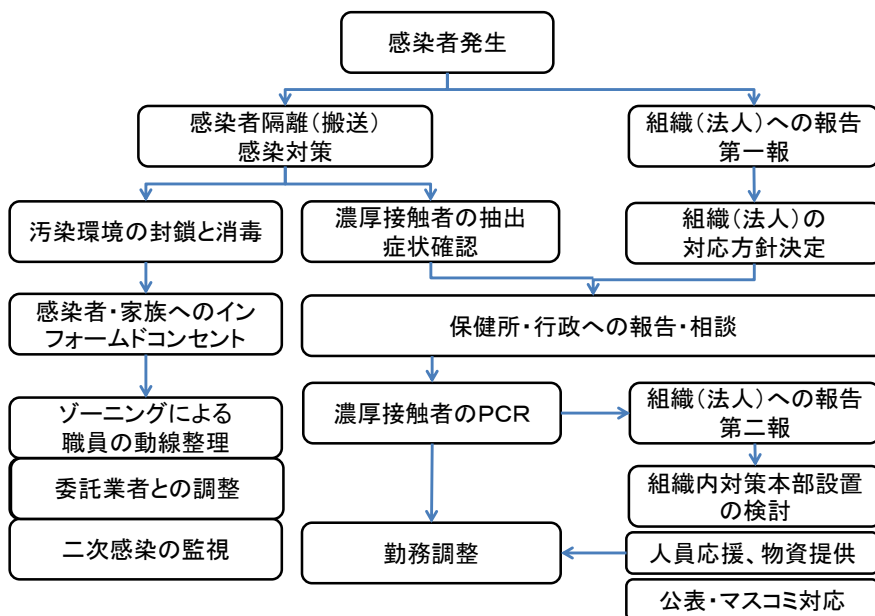 感染者発生
感染者隔離(搬送)
感染対策
組織(法人)への報告
第一報
汚染環境の封鎖と消毒
濃厚接触者の抽出
症状確認
組織(法人)の
対応方針決定
感染者・家族へのイン
フォームドコンセント
保健所・行政への報告・相談
ゾーニングによる
職員の動線整理
濃厚接触者のPCR
組織(法人)への報告
第二報
委託業者との調整
組織内対策本部設置
の検討
二次感染の監視
勤務調整
人員応援、物資提供
公表・マスコミ対応